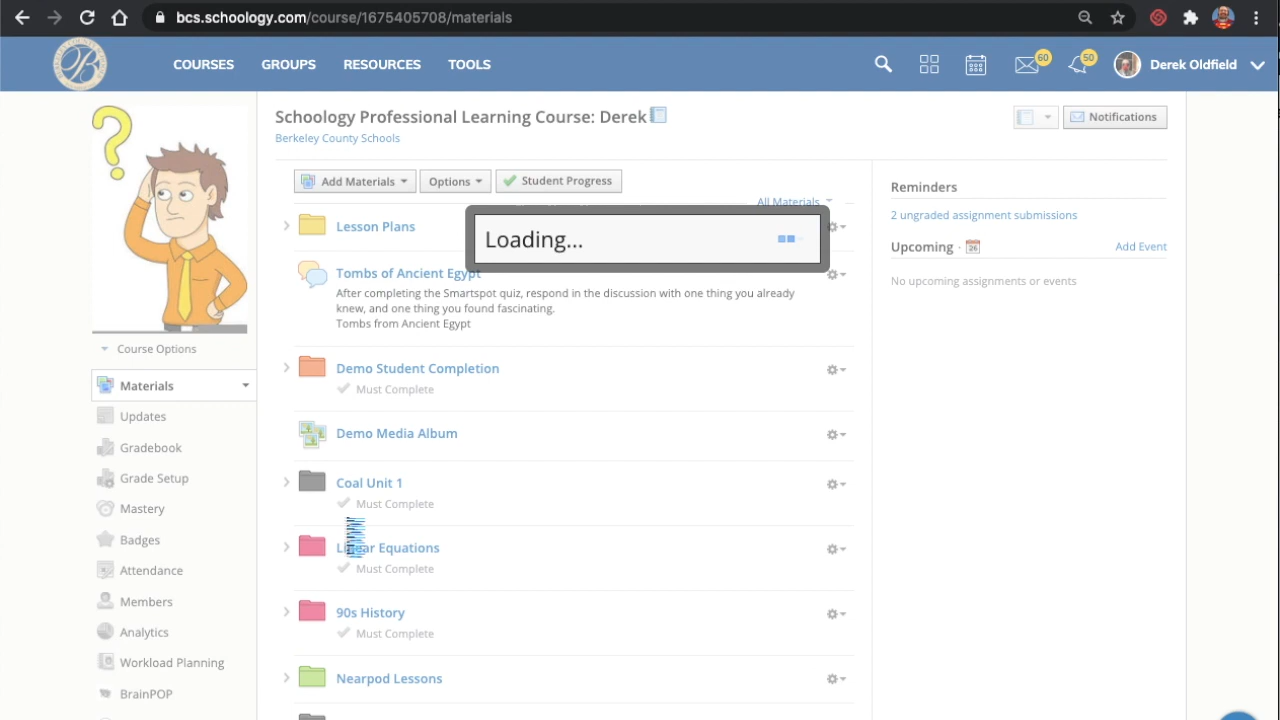 bcs.schoology.com/course/1675405708/materials
B
COURSES GROUPS RESOURCES TOOLS
60
50
Derek Oldfield
Schoology Professional Learning Course: Derek
Berkeley County Schools
Notifications
Add Materials
Options
Student Progress
All Materials
Lesson Plans
Loading...
Tombs of Ancient Egypt
After completing the Smartspot quiz, respond in the discussion with one thing you already
knew, and one thing you found fascinating.
Tombs from Ancient Egypt
Demo Student Completion
Must Complete
Demo Media Album
Coal Unit 1
Must Complete
Linear Equations
Must Complete
90s History
Must Complete
Nearpod Lessons
Course Options
Materials
Updates
Gradebook
Grade Setup
Mastery
Badges
Attendance
Members
Analytics
Workload Planning
BrainPOP
Reminders
2 ungraded assignment submissions
Upcoming · 26
Add Event
No upcoming assignments or events